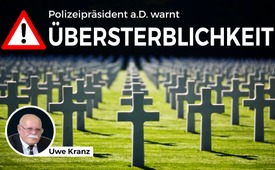 Polizeipräsident a.D. warnt
ÜBERSTERBLICHKEIT
Uwe Kranz